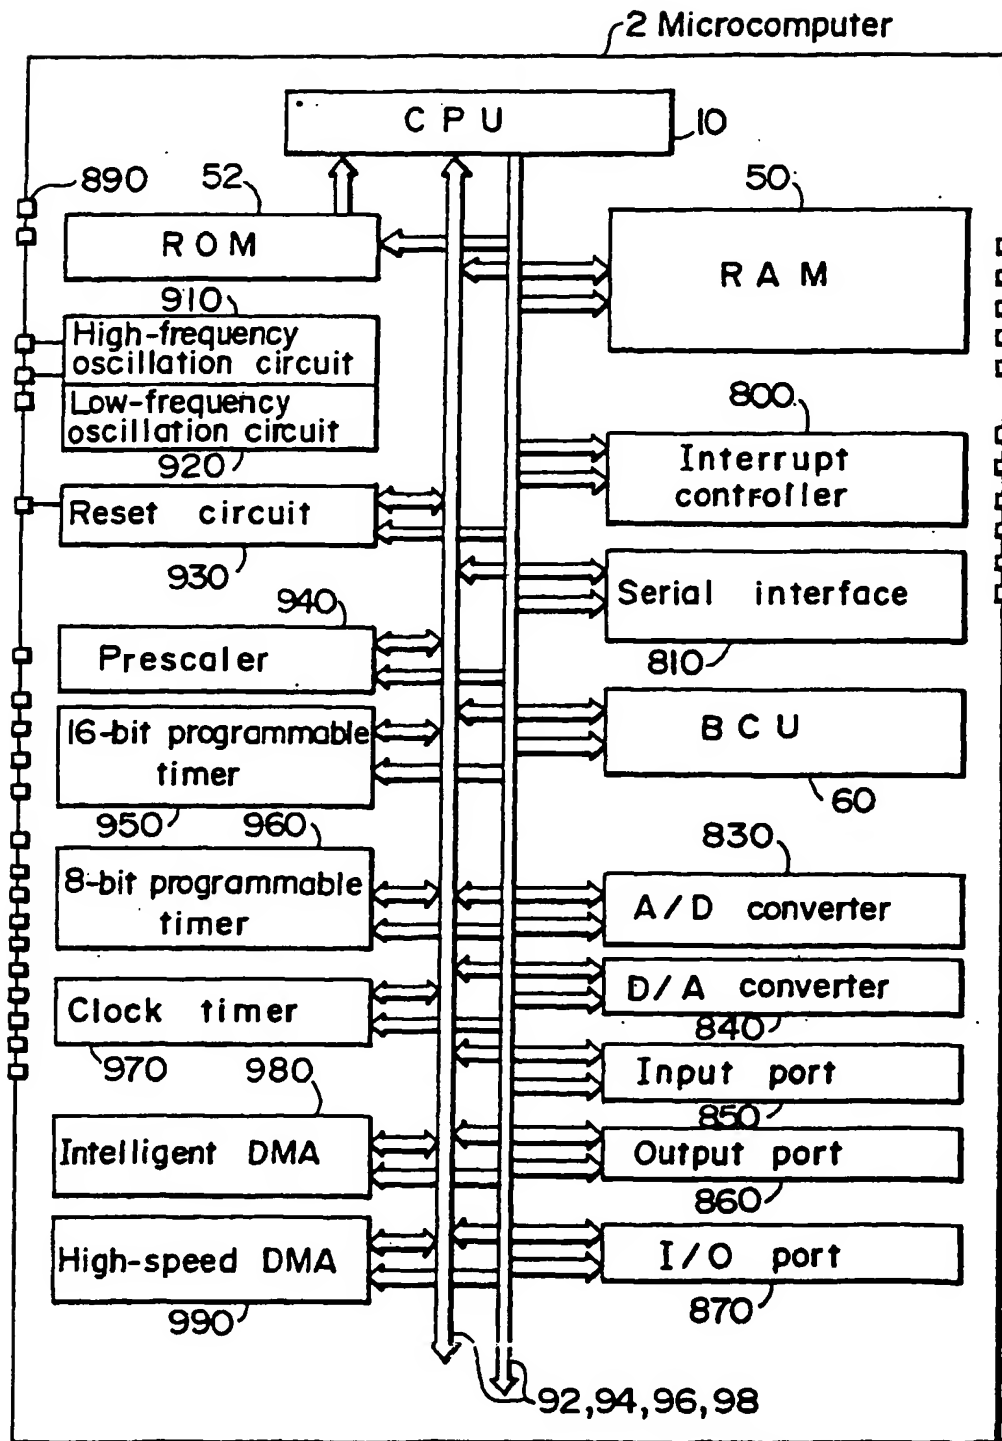 2 Microcomputer
CPU
10
890
52
ROM
50
RAM
910
High-frequency
oscillation circuit
Low-frequency
oscillation circuit
920
800
Interrupt
controller
Reset circuit
930
Serial interface
810
940
Prescaler
16-bit programmable
timer
950
BCU
60
960
8-bit programmable
timer
830
A/D converter
D/A converter
840
Clock timer
970
Input port
850
980
Intelligent DMA
Output port
860
High-speed DMA
990
I/O port
870
92,94,96,98